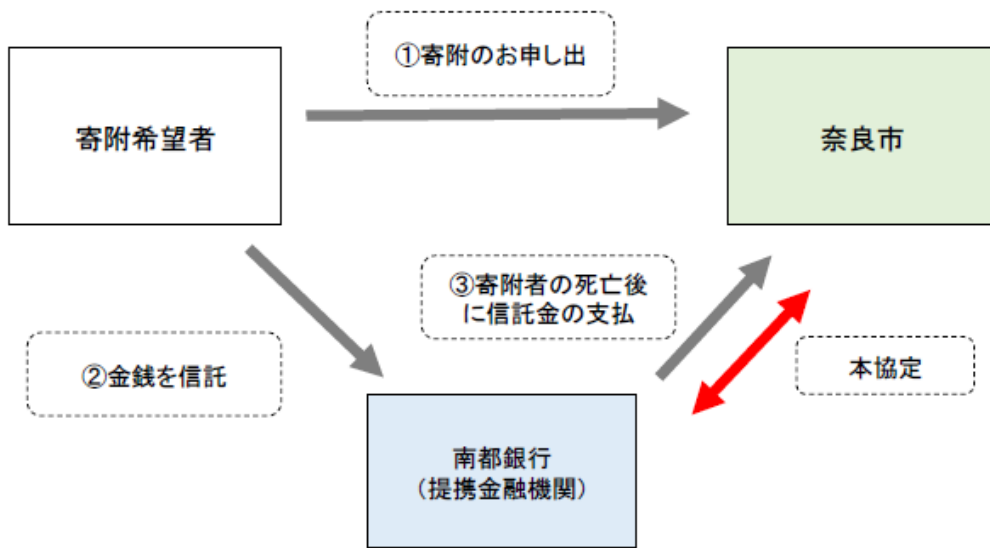 ①寄附のお申し出
寄附希望者
奈良市
③寄附者の死亡後
に信託金の支払
②金銭を信託
本協定
南都銀行
（提携金融機関）